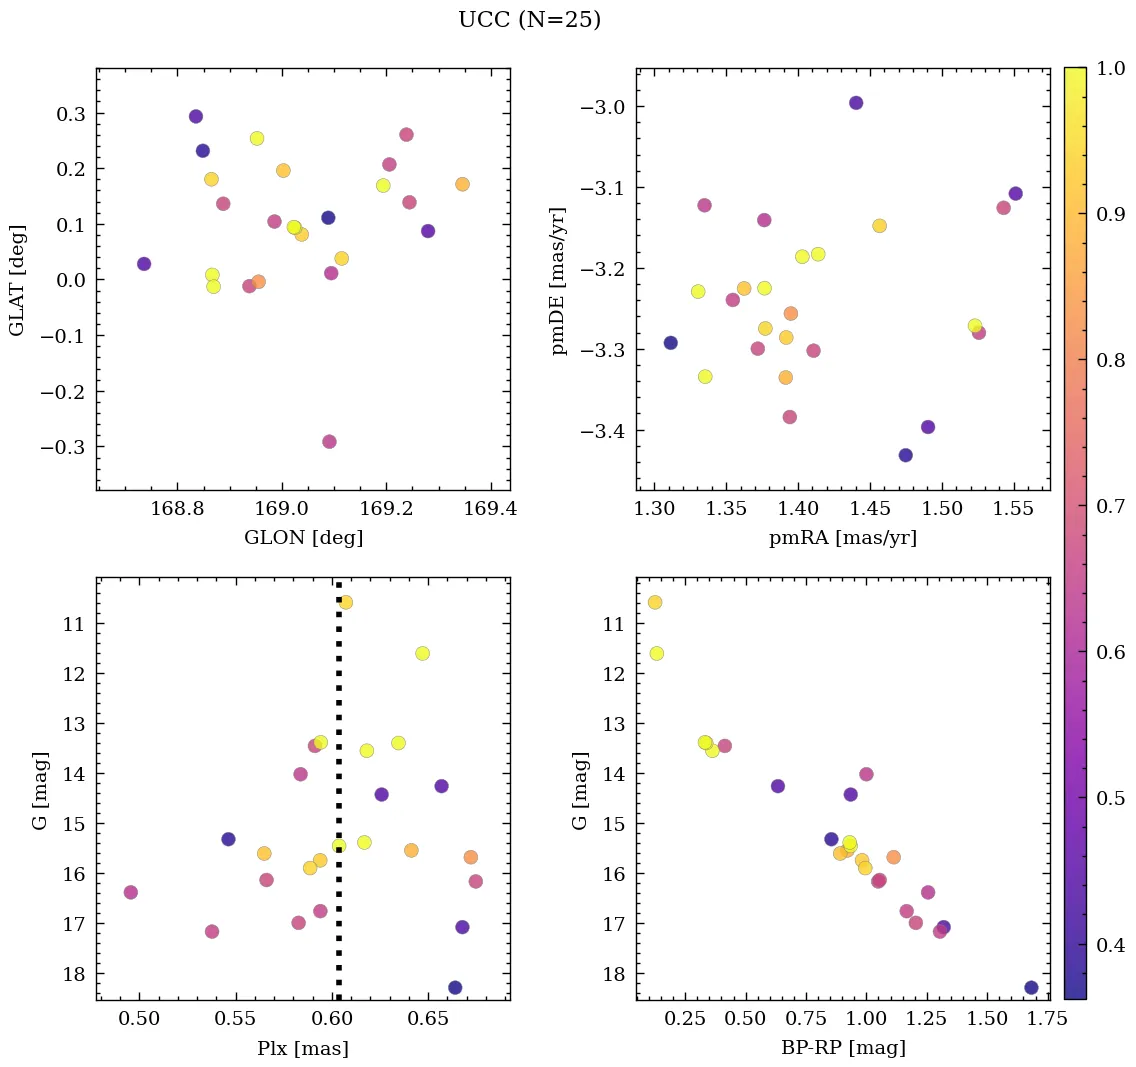 UCC (N=25)
0.3
0.2
0.1
0.0
−0.1
−0.2
−0.3
GLAT [deg]
168.8 169.0 169.2 169.4
GLON [deg]
−3.0
−3.1
−3.2
−3.3
−3.4
pmDE [mas/yr]
1.30 1.35 1.40 1.45 1.50 1.55
pmRA [mas/yr]
11
12
13
14
15
16
17
18
G [mag]
0.50 0.55 0.60 0.65
Plx [mas]
11
12
13
14
15
16
17
18
G [mag]
0.25 0.50 0.75 1.00 1.25 1.50 1.75
BP-RP [mag]
1.0
0.9
0.8
0.7
0.6
0.5
0.4